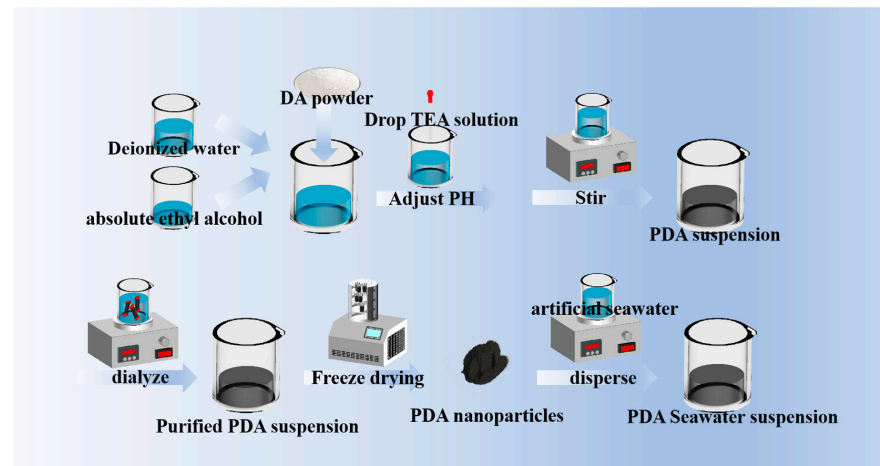 DA powder
Drop TEA solution
Deionized water
absolute ethyl alcohol
Adjust PH
Stir
PDA suspension
dialyze
Purified PDA suspension
Freeze drying
PDA nanoparticles
artificial seawater
disperse
PDA Seawater suspension